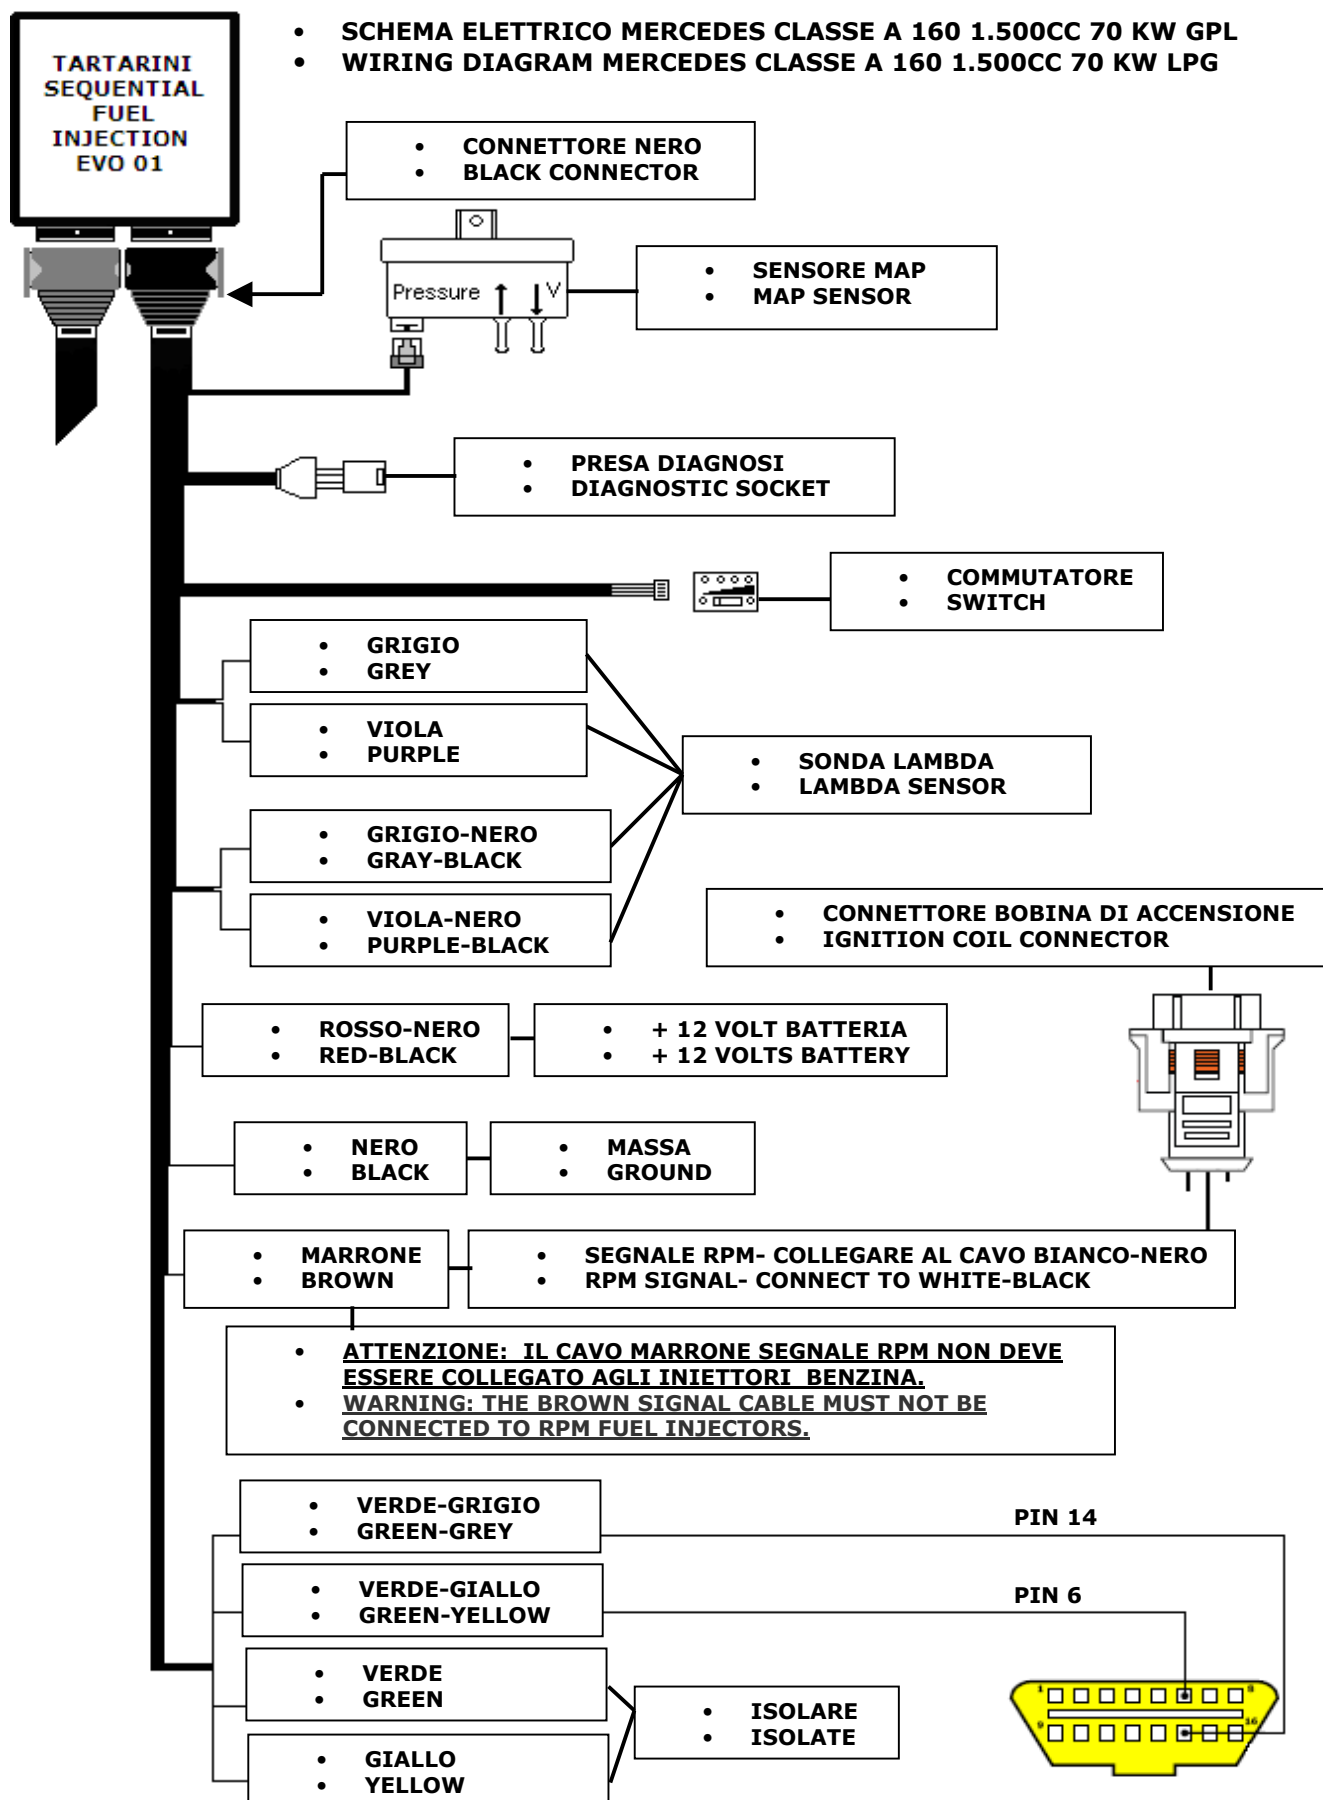 TARTARINI
SEQUENTIAL
FUEL
INJECTION
EVO 01
• SCHEMA ELETTRICO MERCEDES CLASSE A 160 1.500CC 70 KW GPL
• WIRING DIAGRAM MERCEDES CLASSE A 160 1.500CC 70 KW LPG
• CONNETTORE NERO
• BLACK CONNECTOR
Pressure V
• SENSORE MAP
• MAP SENSOR
• PRESA DIAGNOSI
• DIAGNOSTIC SOCKET
• COMMUTATORE
• SWITCH
• GRIGIO
• GREY
• VIOLA
• PURPLE
• SONDA LAMBDA
• LAMBDA SENSOR
• GRIGIO-NERO
• GRAY-BLACK
• VIOLA-NERO
• PURPLE-BLACK
• CONNETTORE BOBINA DI ACCENSIONE
• IGNITION COIL CONNECTOR
• ROSSO-NERO
• RED-BLACK
• + 12 VOLT BATTERIA
• + 12 VOLTS BATTERY
• NERO
• BLACK
• MASSA
• GROUND
• MARRONE
• BROWN
• SEGNALE RPM- COLLEGARE AL CAVO BIANCO-NERO
• RPM SIGNAL- CONNECT TO WHITE-BLACK
• ATTENZIONE: IL CAVO MARRONE SEGNALE RPM NON DEVE
ESSERE COLLEGATO AGLI INIETTORI BENZINA.
• WARNING: THE BROWN SIGNAL CABLE MUST NOT BE
CONNECTED TO RPM FUEL INJECTORS.
• VERDE-GRIGIO
• GREEN-GREY
PIN 14
• VERDE-GIALLO
• GREEN-YELLOW
PIN 6
• VERDE
• GREEN
• ISOLARE
• ISOLATE
• GIALLO
• YELLOW
1 8
9 16